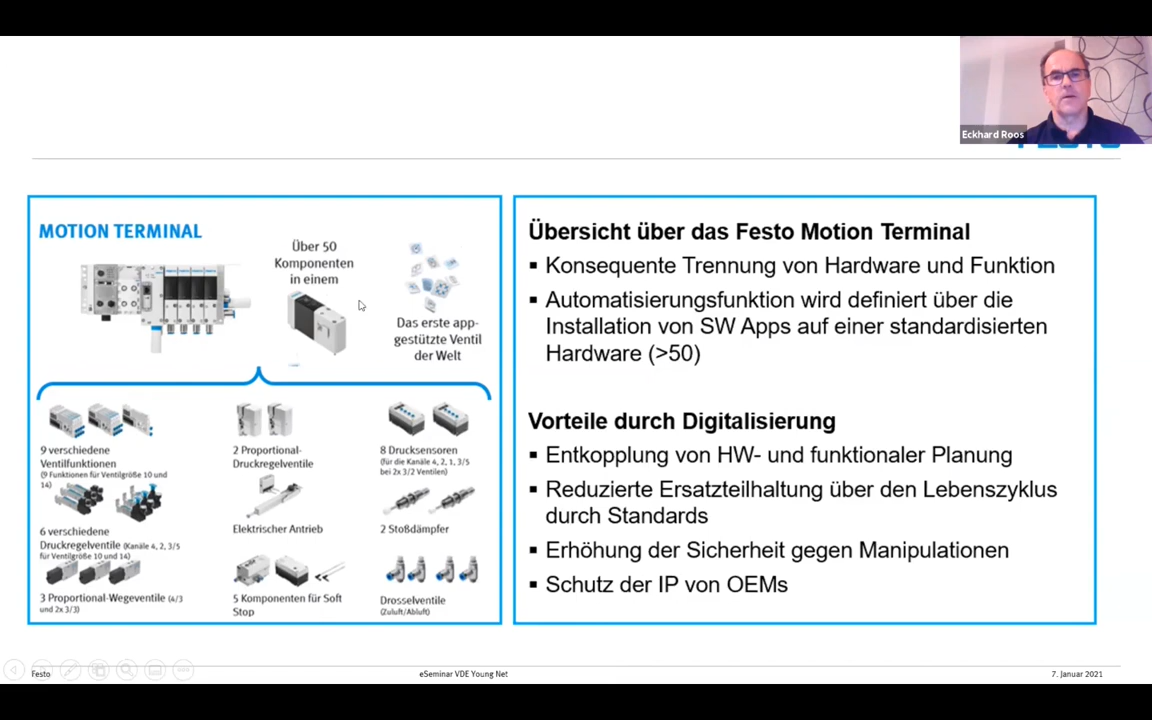 Eckhard Roos
MOTION TERMINAL
Über 50
Komponenten
in einem
Das erste app-
gestützte Ventil
der Welt
9 verschiedene
Ventilfunktionen
(9 Funktionen für Ventilgröße 10 und
14)
2 Proportional-
Druckregelventile
8 Drucksensoren
(für die Kanäle 4, 2, 1, 3/5
bei 2x 3/2 Ventilen)
6 verschiedene
Druckregelventile (Kanäle 4, 2, 3/5
für Ventilgröße 10 und 14)
Elektrischer Antrieb
2 Stoßdämpfer
3 Proportional-Wegeventile (4/3
und 2x 3/3)
5 Komponenten für Soft
Stop
Drosselventile
(Zuluft/Abluft)
Übersicht über das Festo Motion Terminal
▪ Konsequente Trennung von Hardware und Funktion
▪ Automatisierungsfunktion wird definiert über die
Installation von SW Apps auf einer standardisierten
Hardware (>50)
Vorteile durch Digitalisierung
▪ Entkopplung von HW- und funktionaler Planung
▪ Reduzierte Ersatzteilhaltung über den Lebenszyklus
durch Standards
▪ Erhöhung der Sicherheit gegen Manipulationen
▪ Schutz der IP von OEMs
Festo
eSeminar VDE Young Net
7. Januar 2021